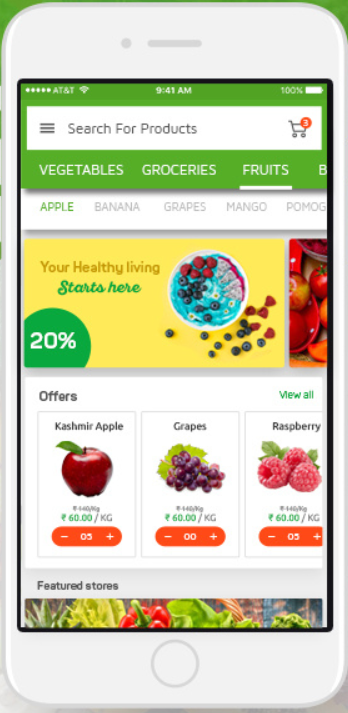 ●●●●● AT&T 9:41 AM 100%
Search For Products 3
VEGETABLES GROCERIES FRUITS B
APPLE BANANA GRAPES MANGO POMOG
Your Healthy living
Starts here
20%
Offers View all
Kashmir Apple Grapes Raspberry
₹ 140/Kg ₹ 140/Kg ₹ 140/Kg
₹ 60.00 / KG ₹ 60.00 / KG ₹ 60.00 / KG
− 05 + − 00 + − 05 +
Featured stores